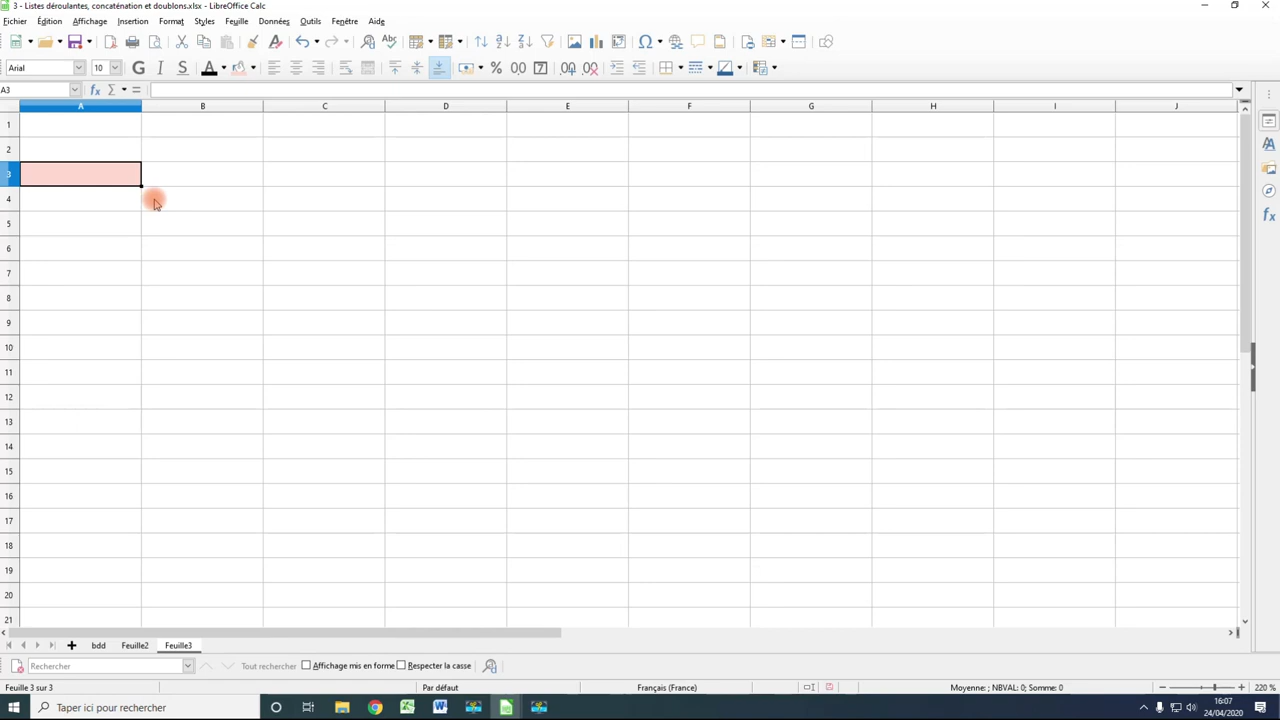 3 - Listes déroulantes, concaténation et doublons.xlsx - LibreOffice Calc
Fichier Édition Affichage Insertion Format Styles Feuille Données Outils Fenêtre Aide
Arial 10 G I S
A3
A B C D E F G H I J
1
2
3
4
5
6
7
8
9
10
11
12
13
14
15
16
17
18
19
20
21
bdd Feuille2 Feuille3
Rechercher Tout rechercher Affichage mis en forme Respecter la casse
Feuille 3 sur 3 Par défaut Français (France) Moyenne: ; NBVAL: 0; Somme: 0 220 %
Taper ici pour rechercher 16:07
24/04/2020